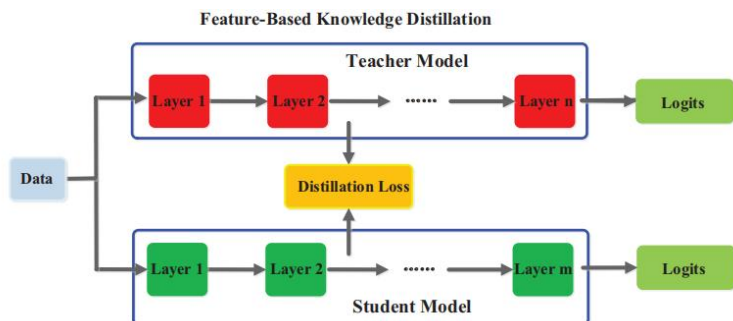 Feature-Based Knowledge Distillation
Teacher Model
Layer 1 Layer 2 ...... Layer n Logits
Data
Distillation Loss
Layer 1 Layer 2 ...... Layer m Logits
Student Model